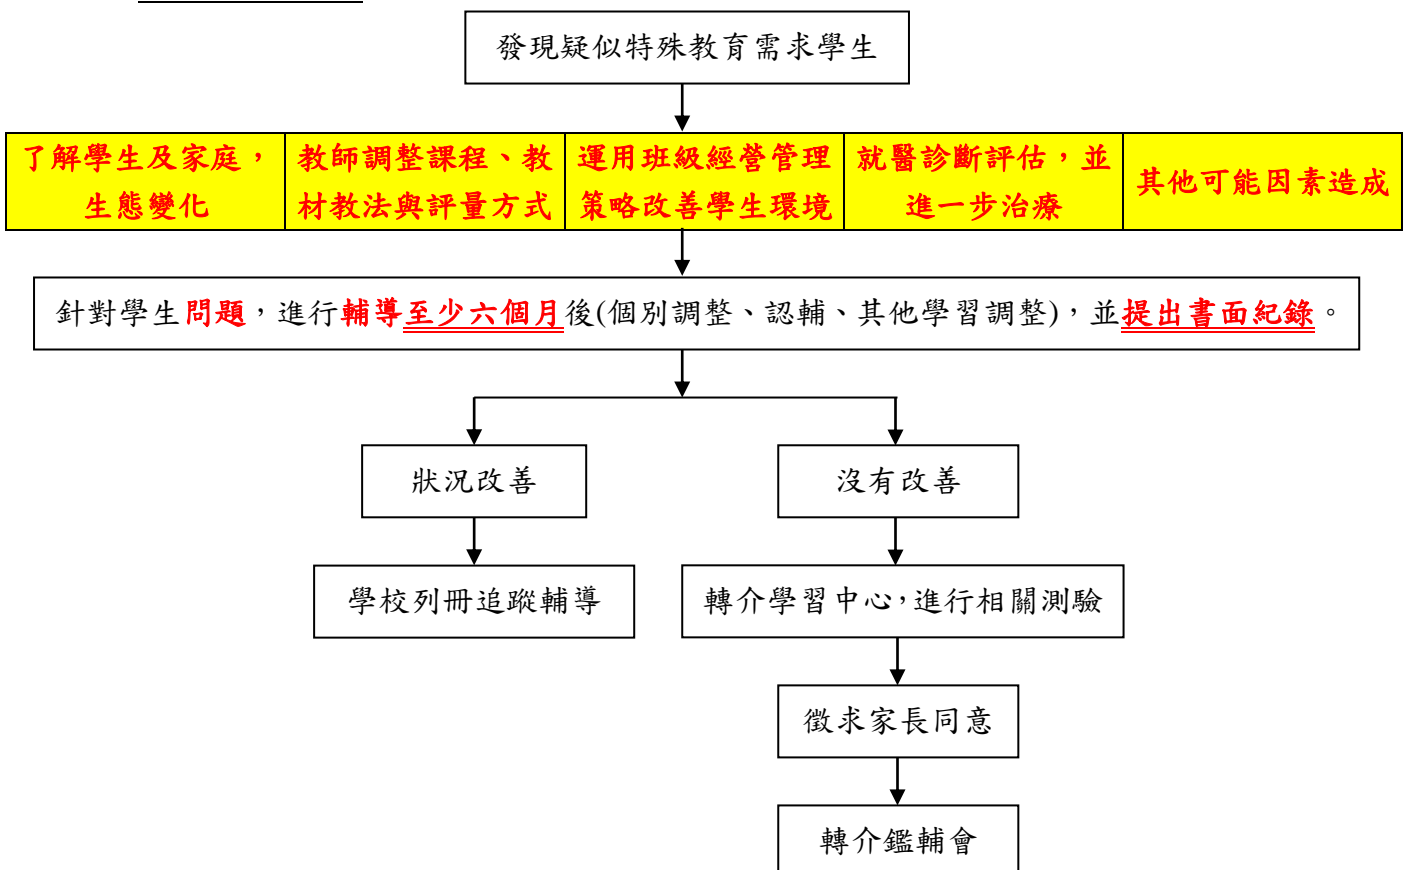 發現疑似特殊教育需求學生
了解學生及家庭，
生態變化
教師調整課程、教
材教法與評量方式
運用班級經營管理
策略改善學生環境
就醫診斷評估，並
進一步治療
其他可能因素造成
針對學生問題，進行輔導至少六個月後(個別調整、認輔、其他學習調整)，並提出書面紀錄。
狀況改善
沒有改善
學校列冊追蹤輔導
轉介學習中心，進行相關測驗
徵求家長同意
轉介鑑輔會